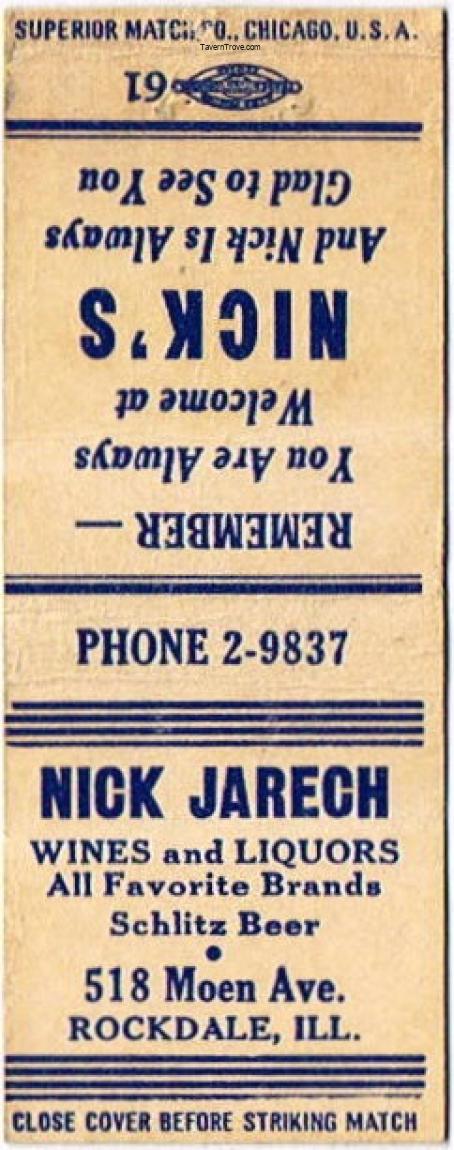 SUPERIOR MATCH CO., CHICAGO, U.S.A.
TavernTrove.com
61
REMEMBER —
You Are Always
Welcome at
NICK'S
And Nick Is Always
Glad to See You
PHONE 2-9837
NICK JARECH
WINES and LIQUORS
All Favorite Brands
Schlitz Beer
•
518 Moen Ave.
ROCKDALE, ILL.
CLOSE COVER BEFORE STRIKING MATCH